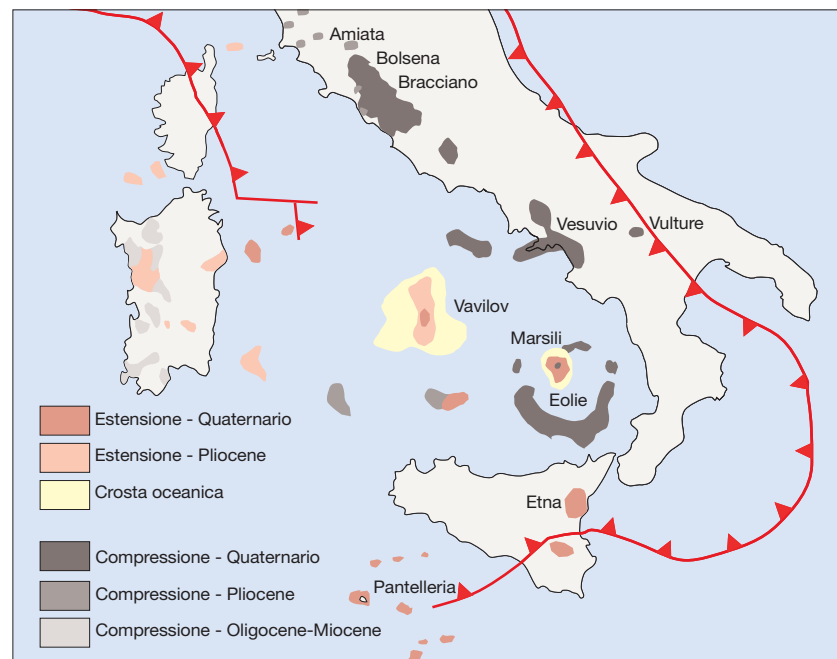 Amiata
Bolsena
Bracciano
Vesuvio
Vulture
Vavilov
Marsili
Eolie
Estensione - Quaternario
Estensione - Pliocene
Crosta oceanica
Etna
Compressione - Quaternario
Pantelleria
Compressione - Pliocene
Compressione - Oligocene-Miocene